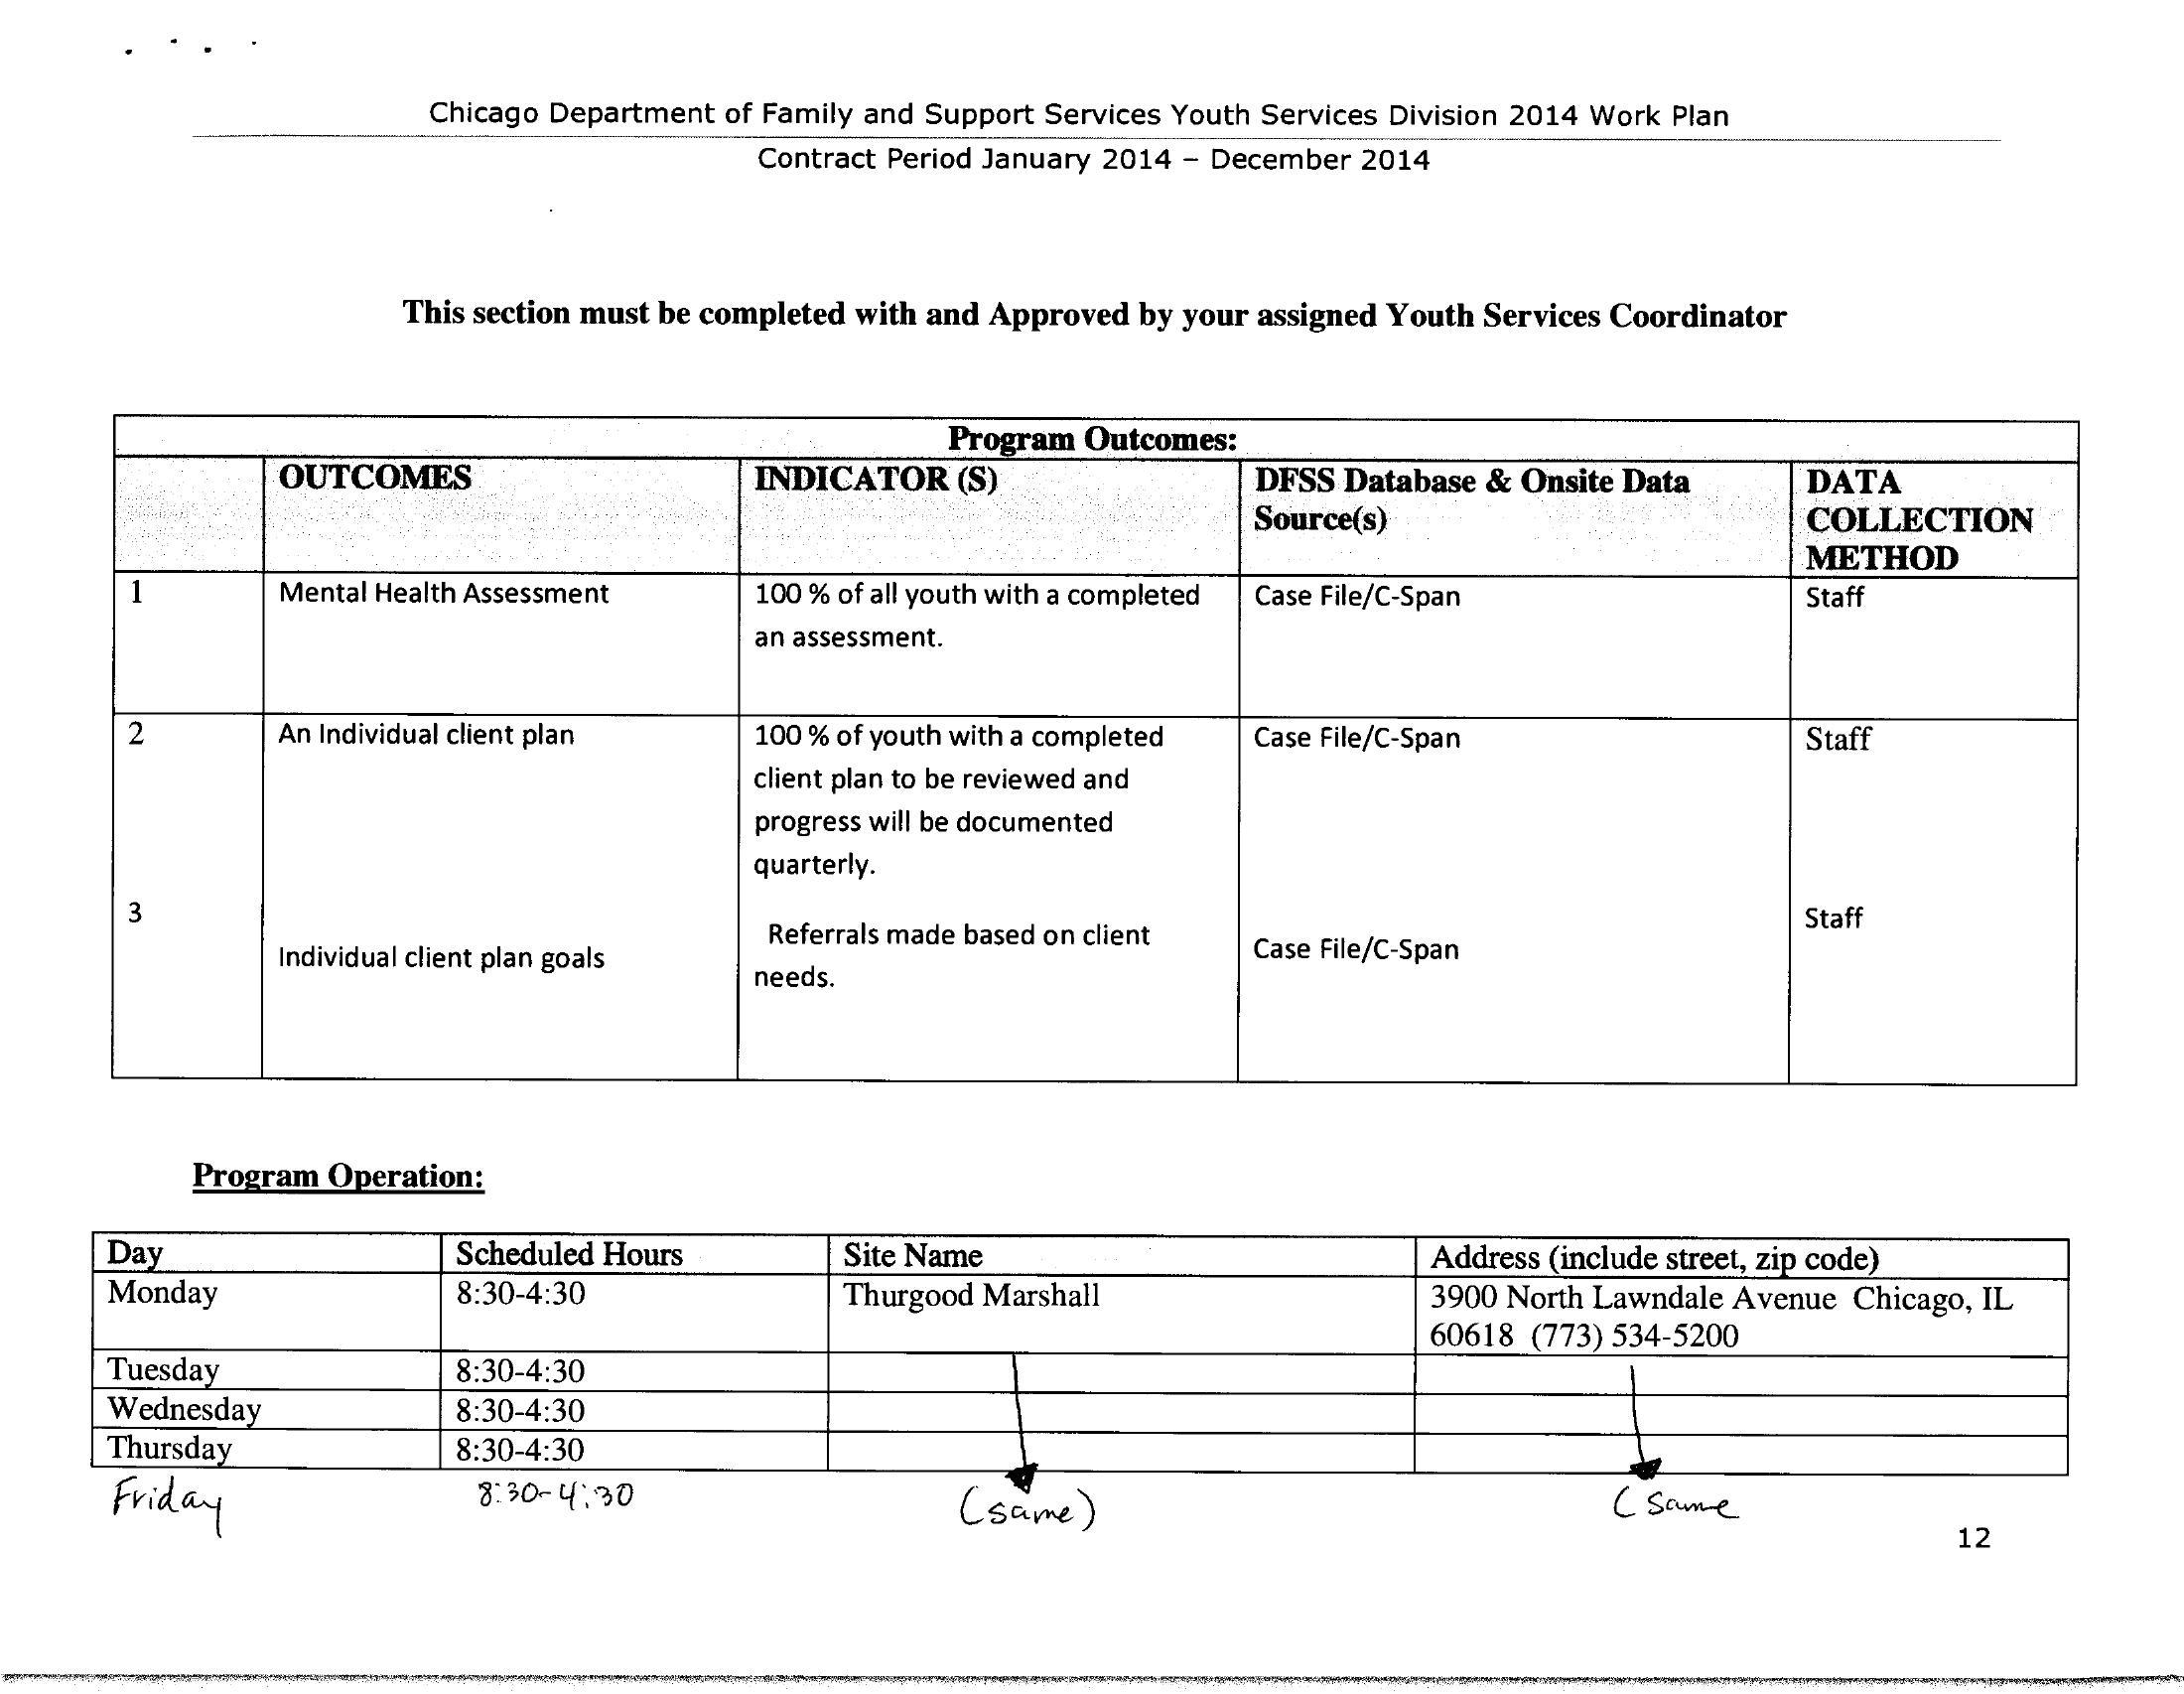 Chicago Department of Family and Support Services Youth Services Division 2014 Work Plan
Contract Period January 2014 – December 2014
This section must be completed with and Approved by your assigned Youth Services Coordinator
Program Outcomes:
OUTCOMES INDICATOR (S) DFSS Database & Onsite Data Source(s) DATA COLLECTION METHOD
1 Mental Health Assessment 100 % of all youth with a completed Case File/C-Span Staff
an assessment.
2 An Individual client plan 100 % of youth with a completed Case File/C-Span Staff
client plan to be reviewed and
progress will be documented
quarterly.
3 Individual client plan goals Referrals made based on client Case File/C-Span Staff
needs.
Program Operation:
Day Scheduled Hours Site Name Address (include street, zip code)
Monday 8:30-4:30 Thurgood Marshall 3900 North Lawndale Avenue Chicago, IL
60618 (773) 534-5200
Tuesday 8:30-4:30
Wednesday 8:30-4:30
Thursday 8:30-4:30
Friday 8:30-4:30 (same) (same
12